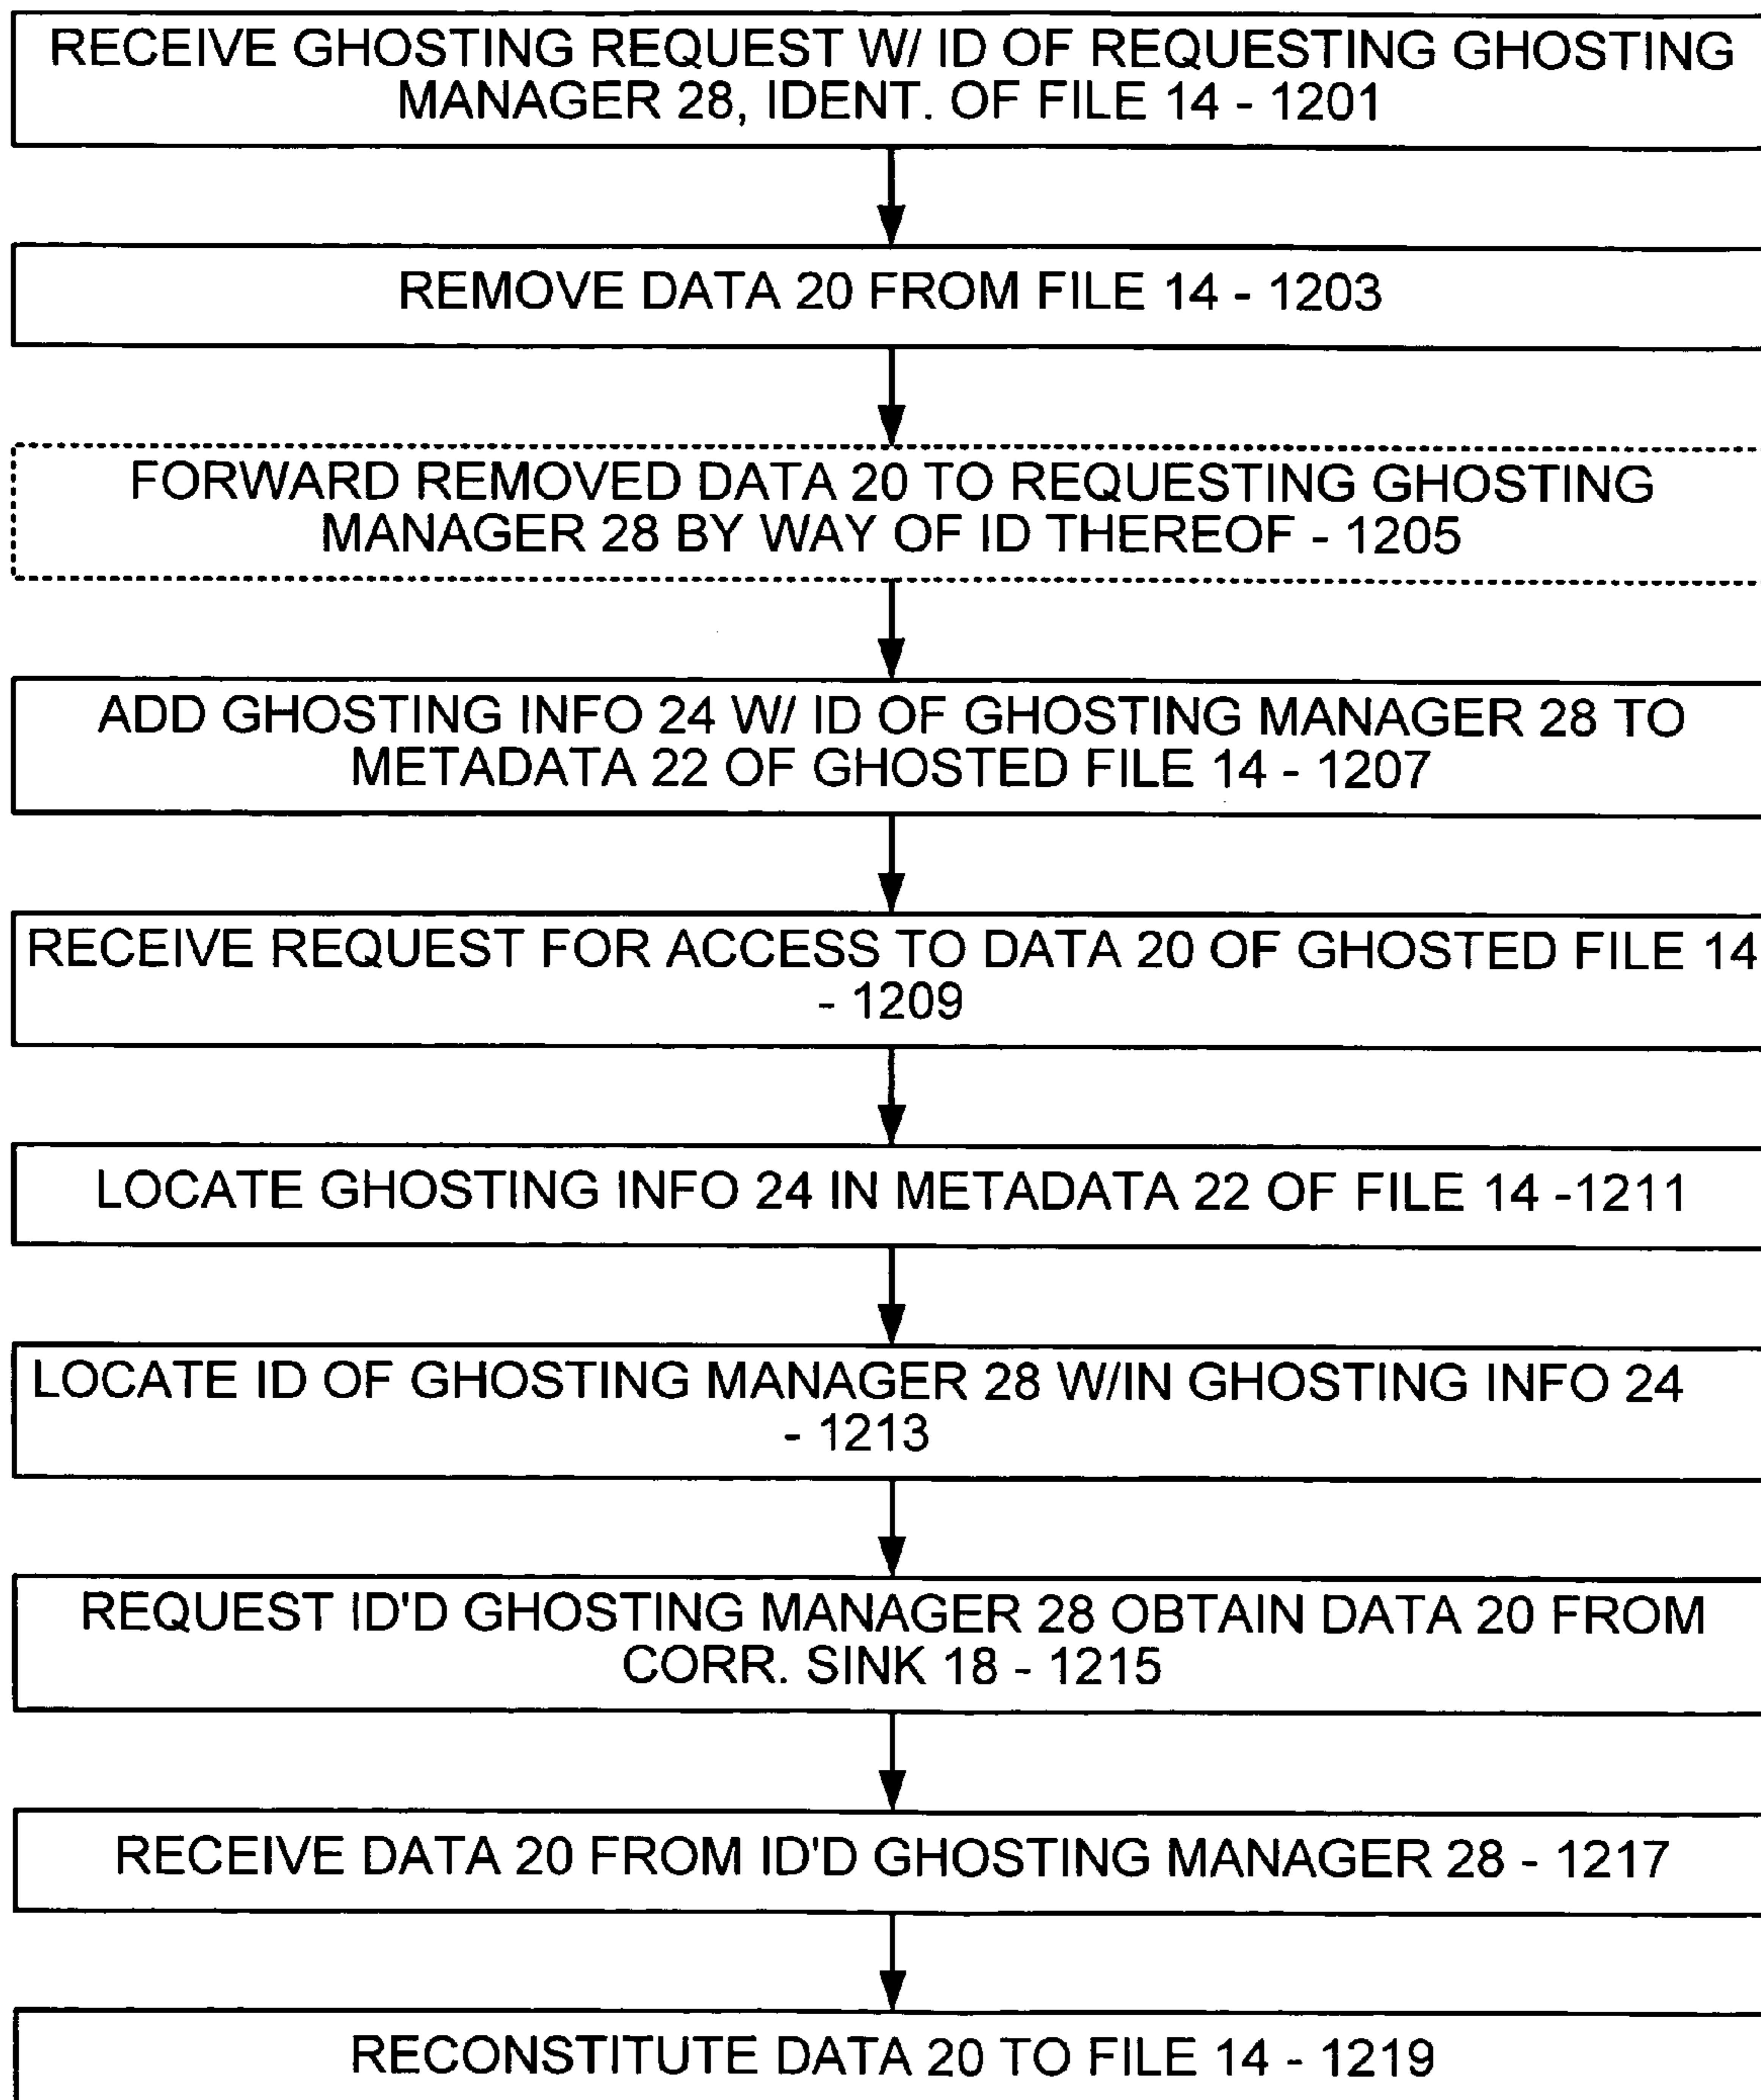 RECEIVE GHOSTING REQUEST W/ ID OF REQUESTING GHOSTING
MANAGER 28, IDENT. OF FILE 14 - 1201
REMOVE DATA 20 FROM FILE 14 - 1203
FORWARD REMOVED DATA 20 TO REQUESTING GHOSTING
MANAGER 28 BY WAY OF ID THEREOF - 1205
ADD GHOSTING INFO 24 W/ ID OF GHOSTING MANAGER 28 TO
METADATA 22 OF GHOSTED FILE 14 - 1207
RECEIVE REQUEST FOR ACCESS TO DATA 20 OF GHOSTED FILE 14
- 1209
LOCATE GHOSTING INFO 24 IN METADATA 22 OF FILE 14 -1211
LOCATE ID OF GHOSTING MANAGER 28 W/IN GHOSTING INFO 24
- 1213
REQUEST ID'D GHOSTING MANAGER 28 OBTAIN DATA 20 FROM
CORR. SINK 18 - 1215
RECEIVE DATA 20 FROM ID'D GHOSTING MANAGER 28 - 1217
RECONSTITUTE DATA 20 TO FILE 14 - 1219